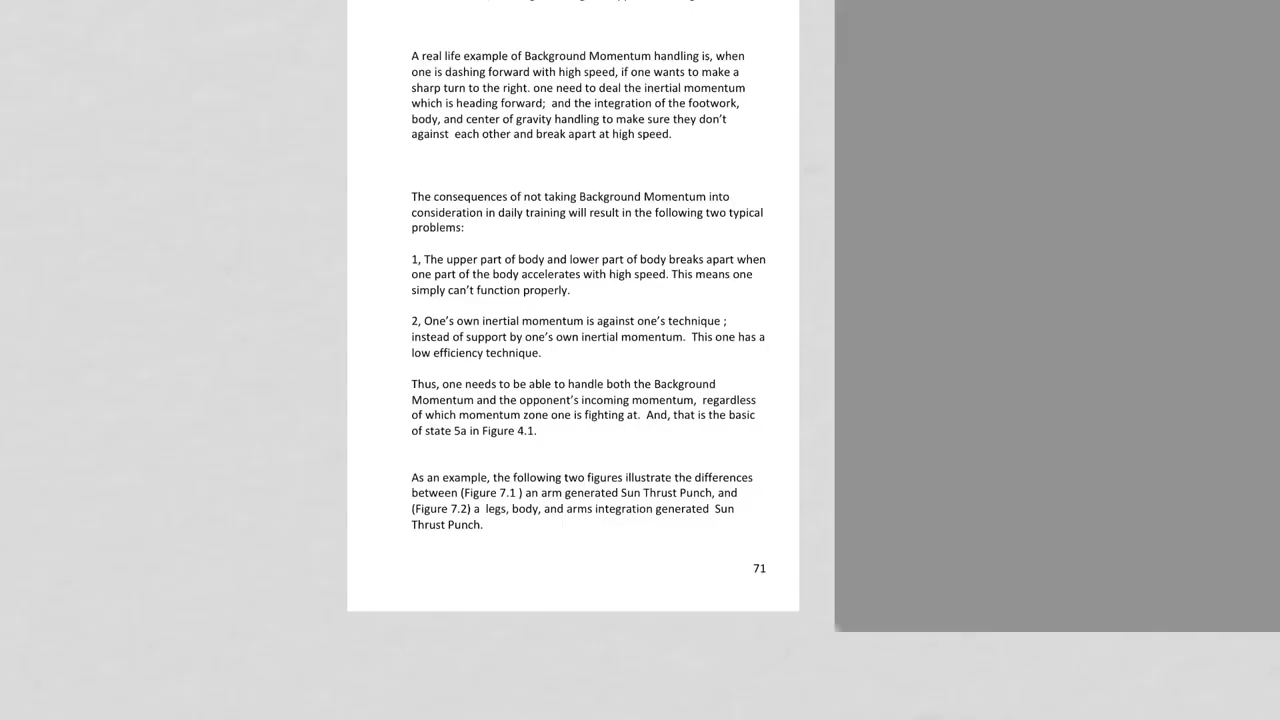 A real life example of Background Momentum handling is, when
one is dashing forward with high speed, if one wants to make a
sharp turn to the right. one need to deal the inertial momentum
which is heading forward;  and the integration of the footwork,
body, and center of gravity handling to make sure they don't
against  each other and break apart at high speed.
The consequences of not taking Background Momentum into
consideration in daily training will result in the following two typical
problems:
1, The upper part of body and lower part of body breaks apart when
one part of the body accelerates with high speed. This means one
simply can't function properly.
2, One's own inertial momentum is against one's technique ;
instead of support by one's own inertial momentum.  This one has a
low efficiency technique.
Thus, one needs to be able to handle both the Background
Momentum and the opponent's incoming momentum,  regardless
of which momentum zone one is fighting at.  And, that is the basic
of state 5a in Figure 4.1.
As an example, the following two figures illustrate the differences
between (Figure 7.1 ) an arm generated Sun Thrust Punch, and
(Figure 7.2) a  legs, body, and arms integration generated  Sun
Thrust Punch.
71